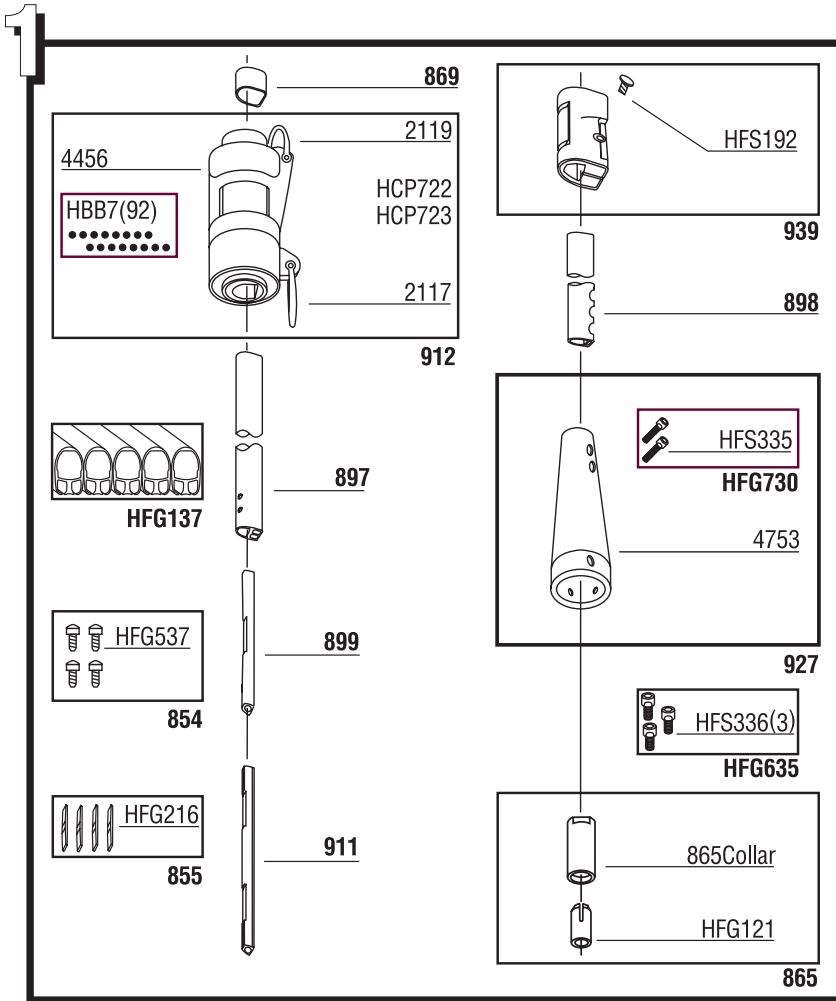 1
869
2119
4456
HCP722
HCP723
HBB7(92)
2117
912
897
HFG137
HFG537
899
854
HFG216
911
855
HFS192
939
898
HFS335
HFG730
4753
927
HFS336(3)
HFG635
865Collar
HFG121
865